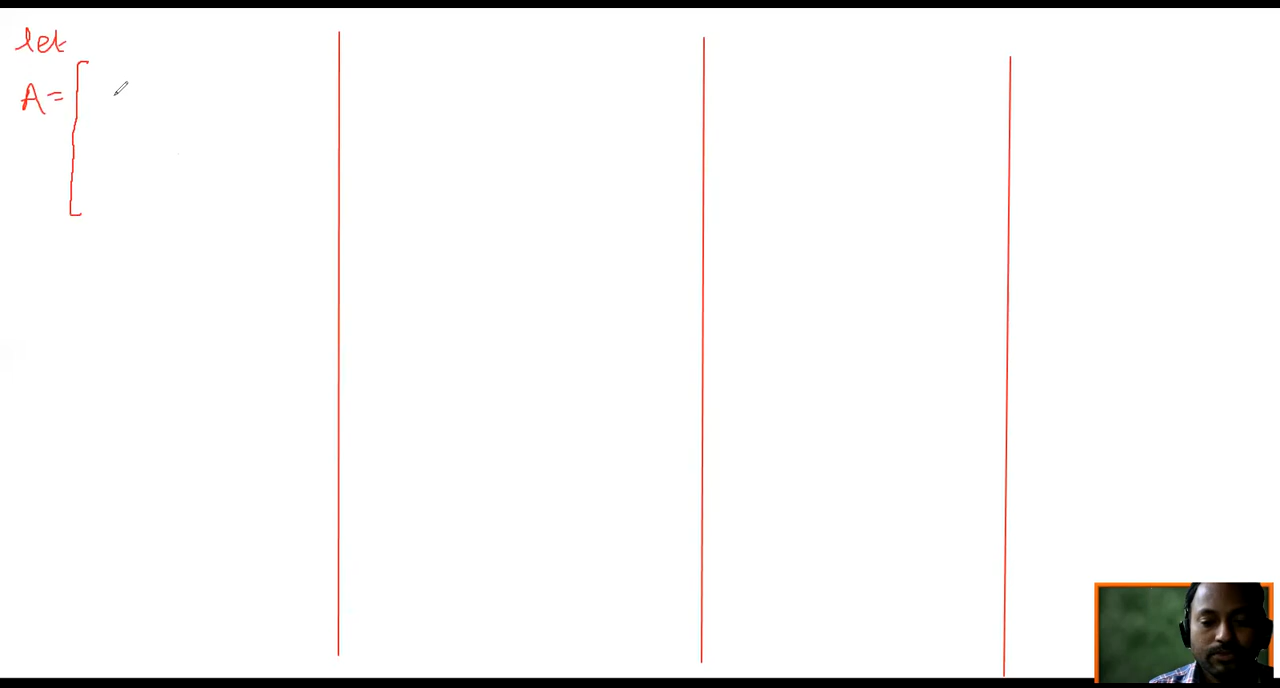 let
A = [